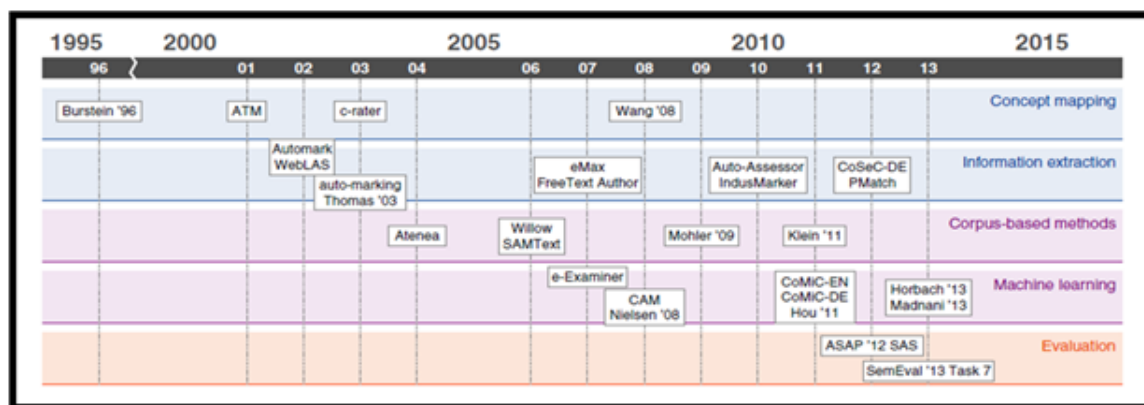 1995 2000 2005 2010 2015
96 01 02 03 04 06 07 08 09 10 11 12 13
Concept mapping
Burstein '96
ATM
c-rater
Wang '08
Information extraction
Automark
WebLAS
auto-marking
Thomas '03
eMax
FreeText Author
Auto-Assessor
IndusMarker
CoSeC-DE
PMatch
Corpus-based methods
Atenea
Willow
SAMText
Mohler '09
Klein '11
Machine learning
e-Examiner
CAM
Nielsen '08
CoMiC-EN
CoMiC-DE
Hou '11
Horbach '13
Madnani '13
Evaluation
ASAP '12 SAS
SemEval '13 Task 7